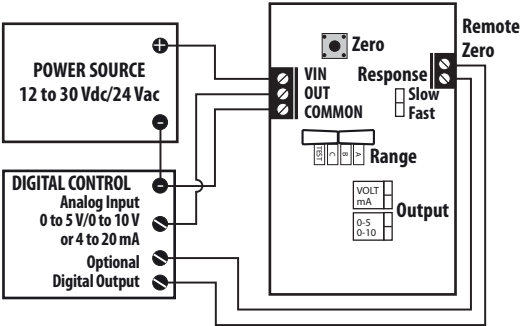 POWER SOURCE
12 to 30 Vdc/24 Vac
DIGITAL CONTROL
Analog Input
0 to 5 V/0 to 10 V
or 4 to 20 mA
Optional
Digital Output
Zero
VIN
OUT
COMMON
Response
Slow
Fast
Remote
Zero
TEST
C
B
A
Range
VOLT
mA
0-5
0-10
Output